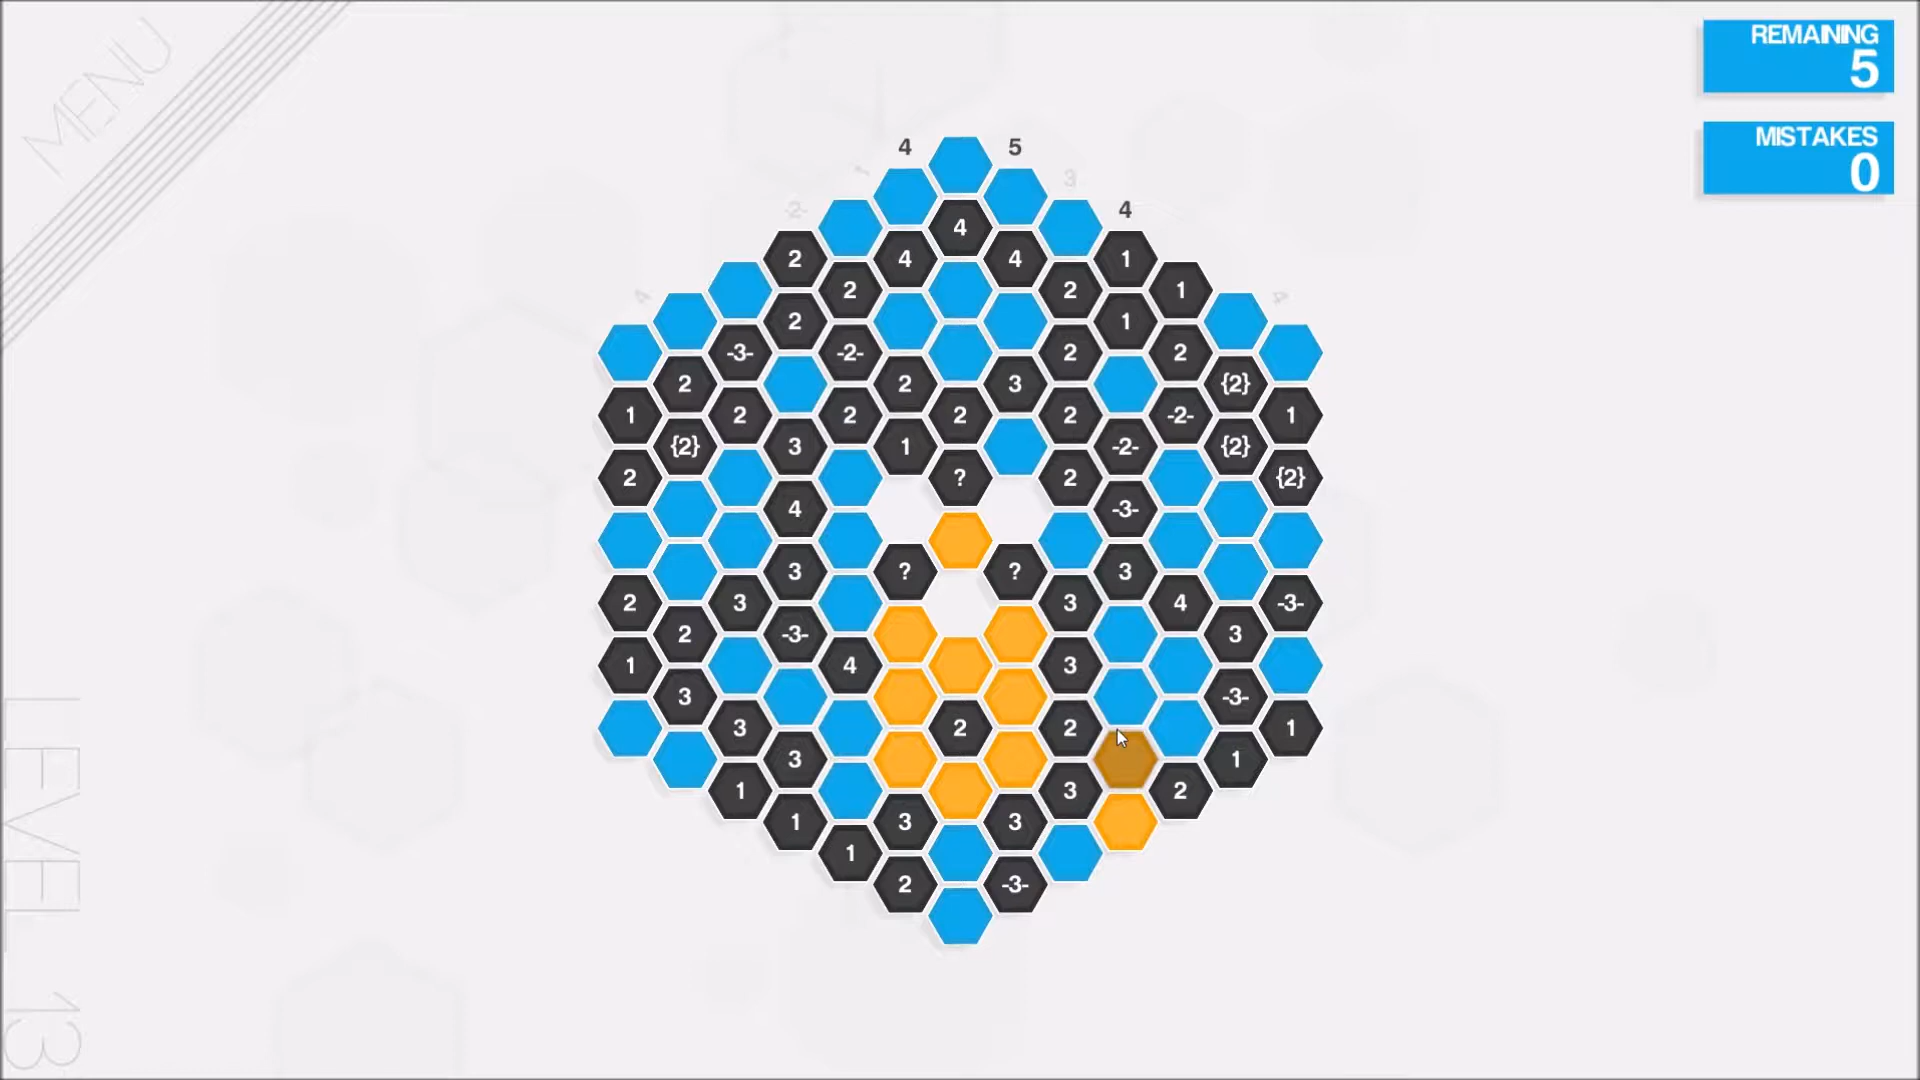 MENU
REMAINING
5
MISTAKES
0
4 5
1 3
-2- 4
4
2 4 4 1
2 2 1
4 4
2 1
-3- -2- 2 2
2 2 3 {2}
1 2 2 2 2 -2- 1
{2} 3 1 -2- {2}
2 ? 2 {2}
4 -3-
3 ? ? 3
2 3 3 4 -3-
2 -3- 3
1 4 3
3 -3-
3 2 2 1
3 1
1 3 2
1 3 3
1
2 -3-
LEVEL 13